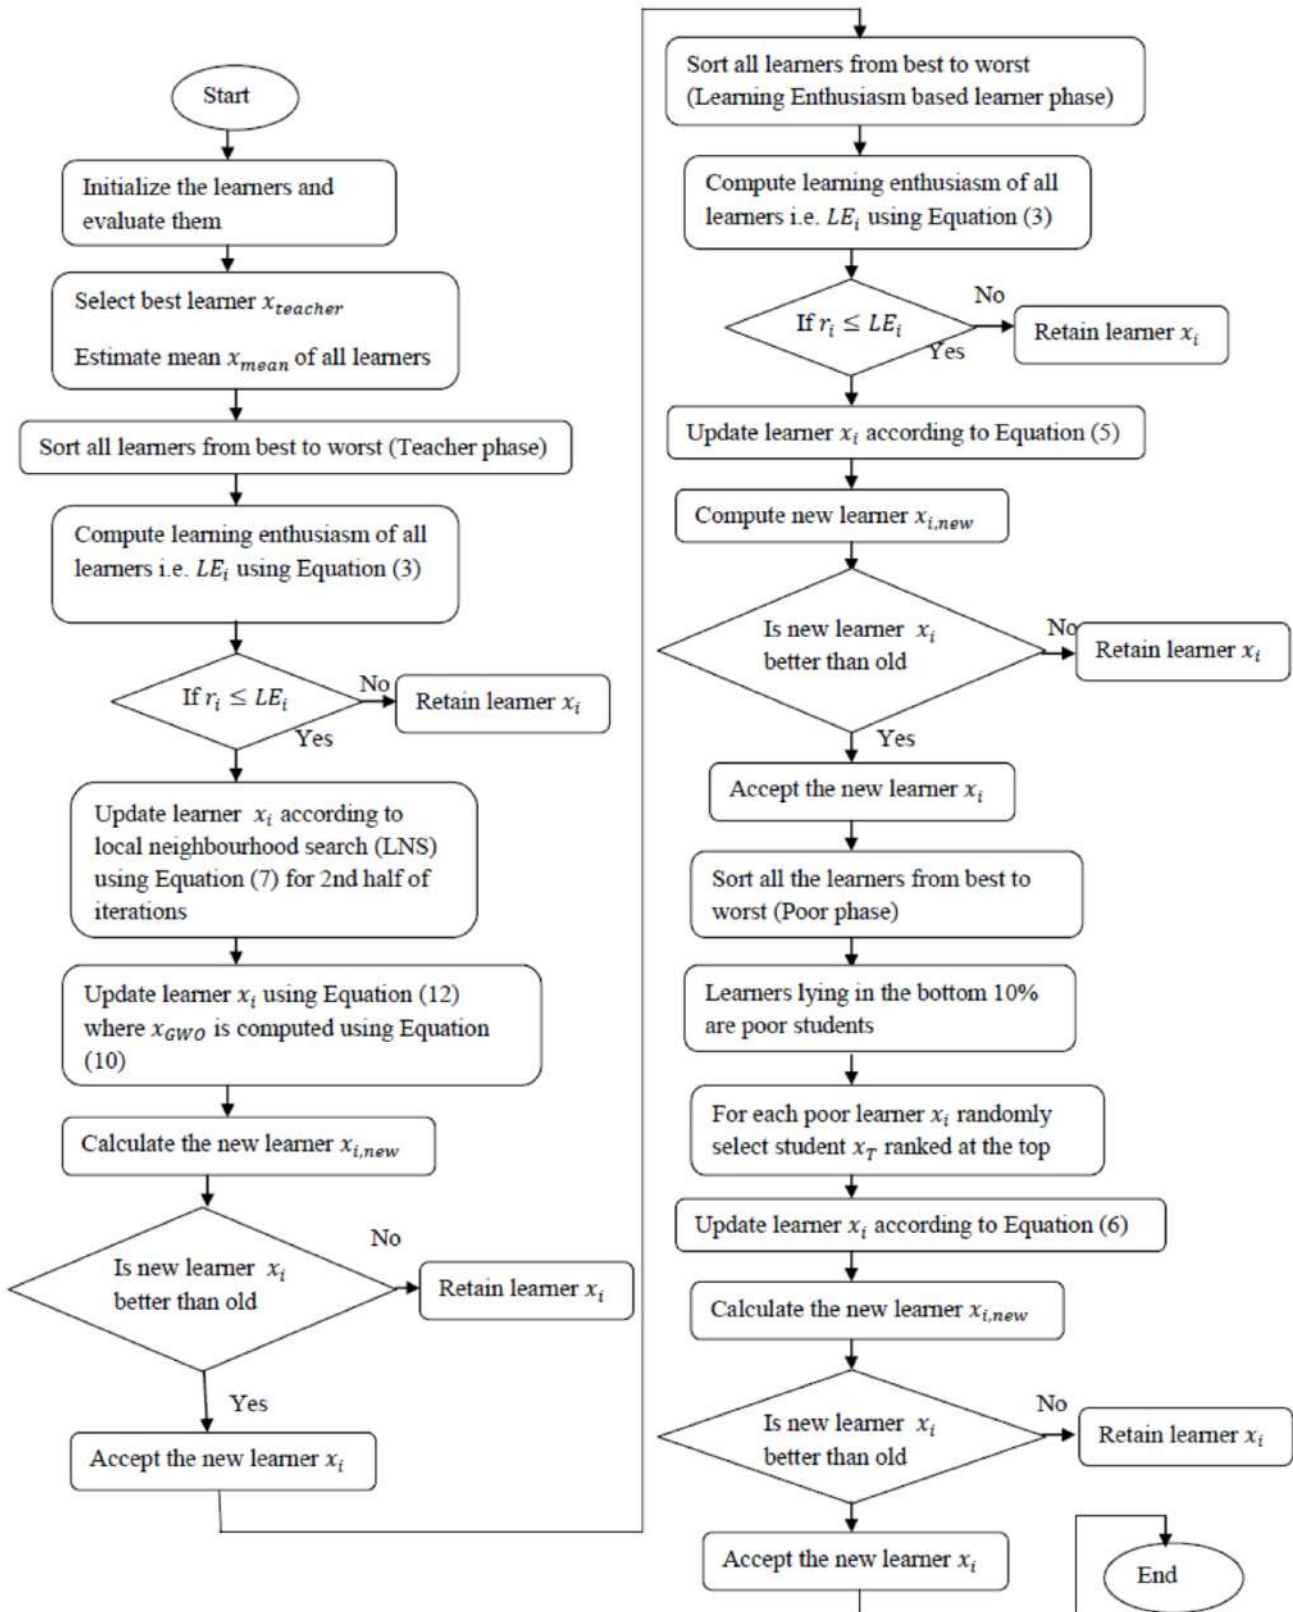 Start
Initialize the learners and
evaluate them
Select best learner x_teacher
Estimate mean x_mean of all learners
Sort all learners from best to worst (Teacher phase)
Compute learning enthusiasm of all
learners i.e. LE_i using Equation (3)
If r_i ≤ LE_i
No
Retain learner x_i
Yes
Update learner x_i according to
local neighbourhood search (LNS)
using Equation (7) for 2nd half of
iterations
Update learner x_i using Equation (12)
where x_GWO is computed using Equation
(10)
Calculate the new learner x_i,new
Is new learner x_i
better than old
No
Retain learner x_i
Yes
Accept the new learner x_i
Sort all learners from best to worst
(Learning Enthusiasm based learner phase)
Compute learning enthusiasm of all
learners i.e. LE_i using Equation (3)
If r_i ≤ LE_i
No
Retain learner x_i
Yes
Update learner x_i according to Equation (5)
Compute new learner x_i,new
Is new learner x_i
better than old
No
Retain learner x_i
Yes
Accept the new learner x_i
Sort all the learners from best to
worst (Poor phase)
Learners lying in the bottom 10%
are poor students
For each poor learner x_i randomly
select student x_T ranked at the top
Update learner x_i according to Equation (6)
Calculate the new learner x_i,new
Is new learner x_i
better than old
No
Retain learner x_i
Accept the new learner x_i
End